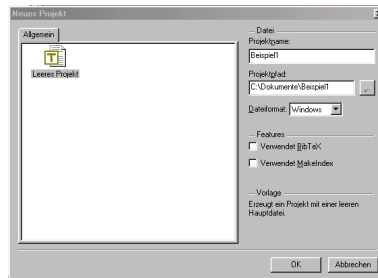 Neues Projekt
Allgemein
Leeres Projekt
Datei
Projektname:
Beispiel1
Projektpfad:
C:\Dokumente\Beispiel1
...
Dateiformat: Windows
Features
Verwendet BibTeX
Verwendet MakeIndex
Vorlage
Erzeugt ein Projekt mit einer leeren
Hauptdatei.
OK
Abbrechen